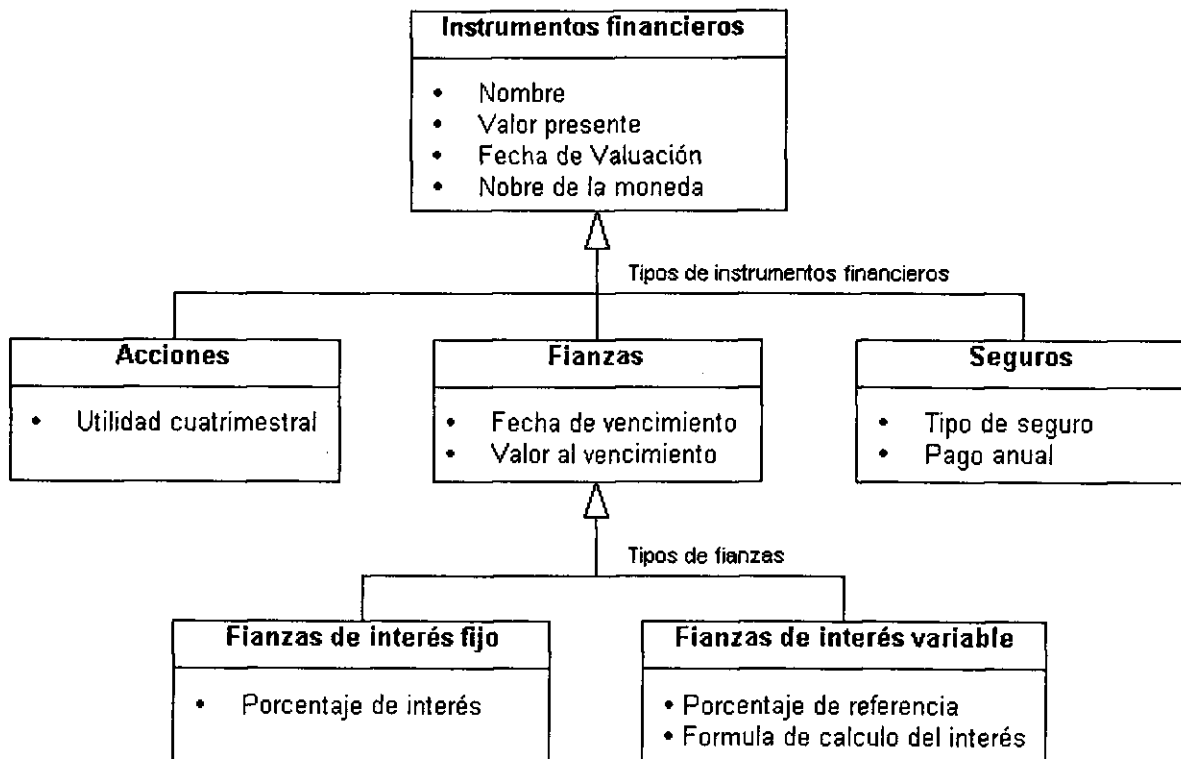 Instrumentos financieros
• Nombre
• Valor presente
• Fecha de Valuación
• Nobre de la moneda
Tipos de instrumentos financieros
Acciones
• Utilidad cuatrimestral
Fianzas
• Fecha de vencimiento
• Valor al vencimiento
Seguros
• Tipo de seguro
• Pago anual
Tipos de fianzas
Fianzas de interés fijo
• Porcentaje de interés
Fianzas de interés variable
• Porcentaje de referencia
• Formula de calculo del interés